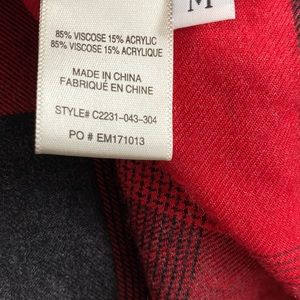 M
85% VISCOSE 15% ACRYLIC
85% VISCOSE 15% ACRYLIQUE
MADE IN CHINA
FABRIQUÉ EN CHINE
STYLE# C2231-043-304
PO # EM171013